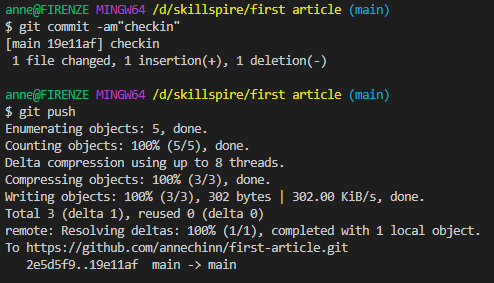 anne@FIRENZE MINGW64 /d/skillspire/first article (main)
$ git commit -am"checkin"
[main 19e11af] checkin
 1 file changed, 1 insertion(+), 1 deletion(-)

anne@FIRENZE MINGW64 /d/skillspire/first article (main)
$ git push
Enumerating objects: 5, done.
Counting objects: 100% (5/5), done.
Delta compression using up to 8 threads.
Compressing objects: 100% (3/3), done.
Writing objects: 100% (3/3), 302 bytes | 302.00 KiB/s, done.
Total 3 (delta 1), reused 0 (delta 0)
remote: Resolving deltas: 100% (1/1), completed with 1 local object.
To https://github.com/annechinn/first-article.git
   2e5d5f9..19e11af  main -> main